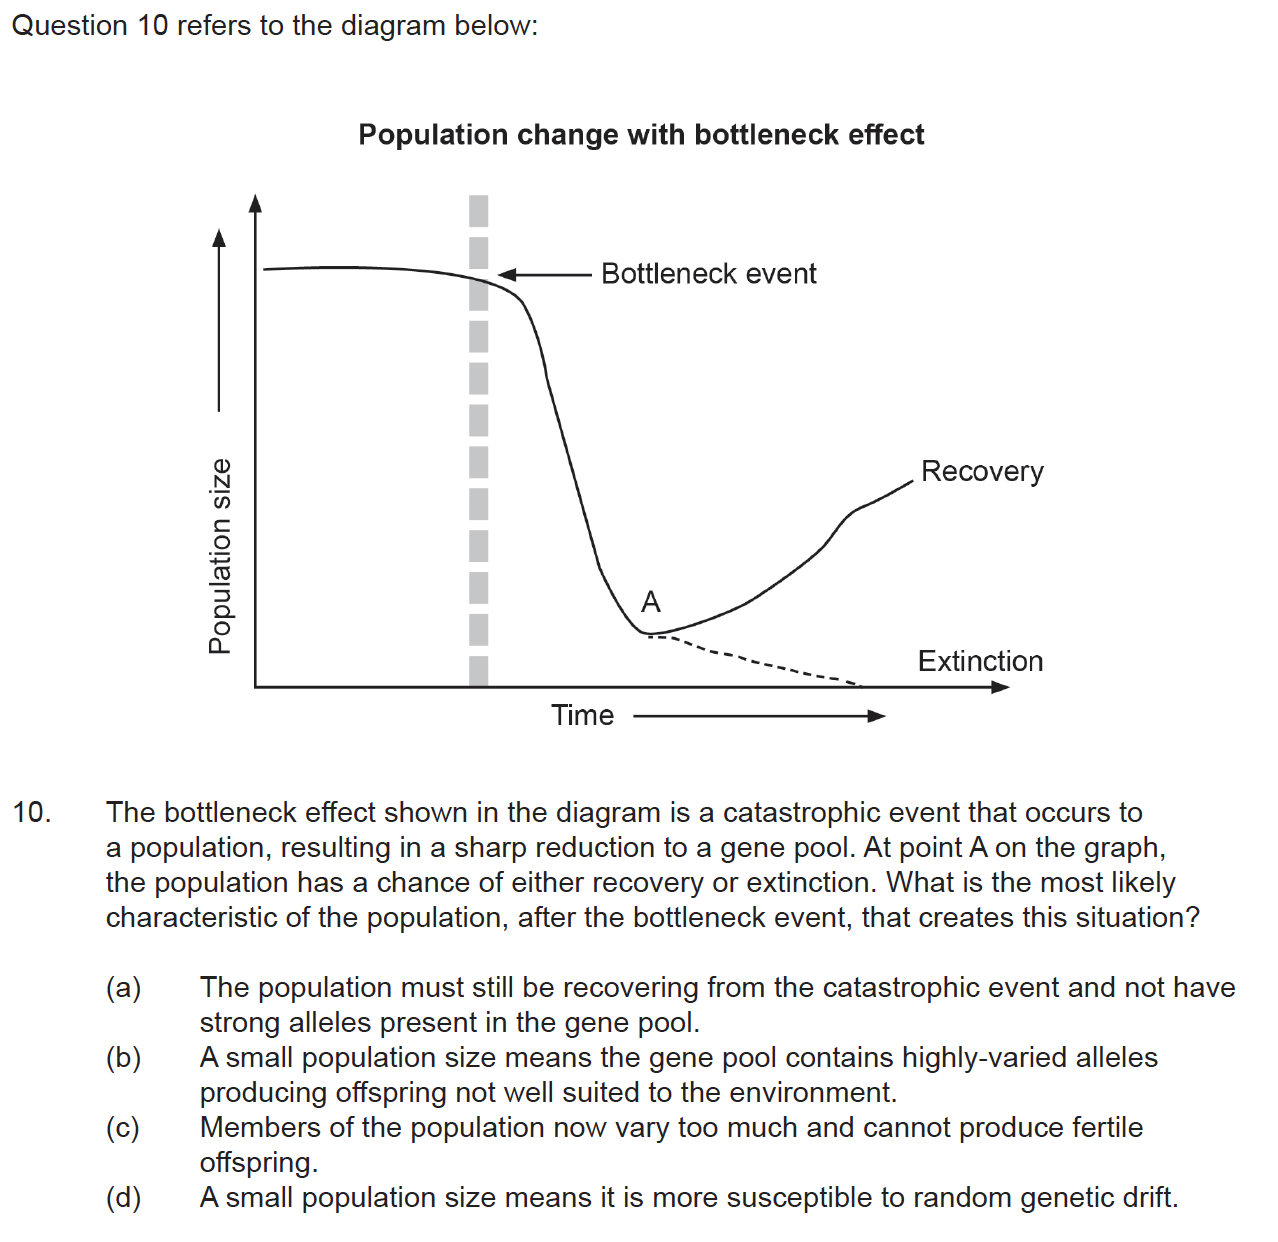 Question 10 refers to the diagram below:
Population change with bottleneck effect
Bottleneck event
Recovery
A
Extinction
Population size
Time
10. The bottleneck effect shown in the diagram is a catastrophic event that occurs to
a population, resulting in a sharp reduction to a gene pool. At point A on the graph,
the population has a chance of either recovery or extinction. What is the most likely
characteristic of the population, after the bottleneck event, that creates this situation?
(a) The population must still be recovering from the catastrophic event and not have
strong alleles present in the gene pool.
(b) A small population size means the gene pool contains highly-varied alleles
producing offspring not well suited to the environment.
(c) Members of the population now vary too much and cannot produce fertile
offspring.
(d) A small population size means it is more susceptible to random genetic drift.